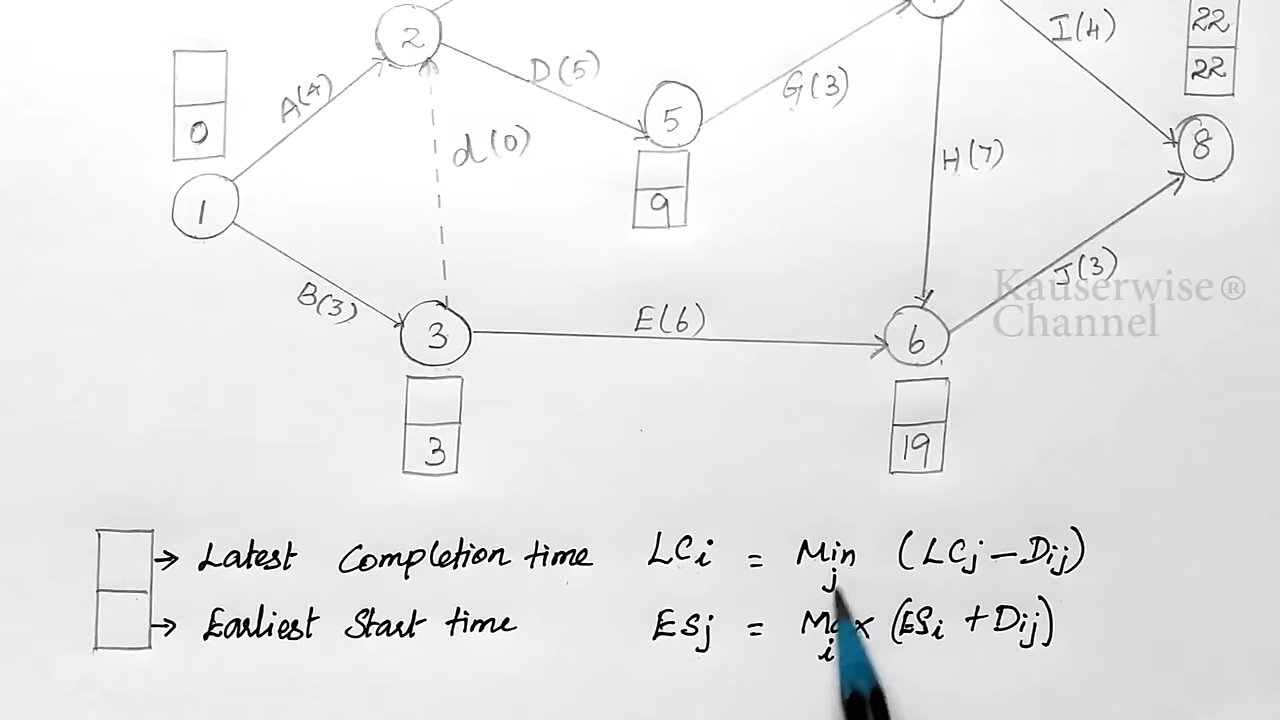 I(4)
22
22
2
D(5)
A(4)
G(3)
0
5
d(0)
8
H(7)
9
1
J(3)
Kauserwise®
Channel
B(3)
E(6)
3
6
3
19
→ Latest Completion time LCi = Min (LCj – Dij)
j
→ Earliest Start time ESj = Max (ESi + Dij)
i